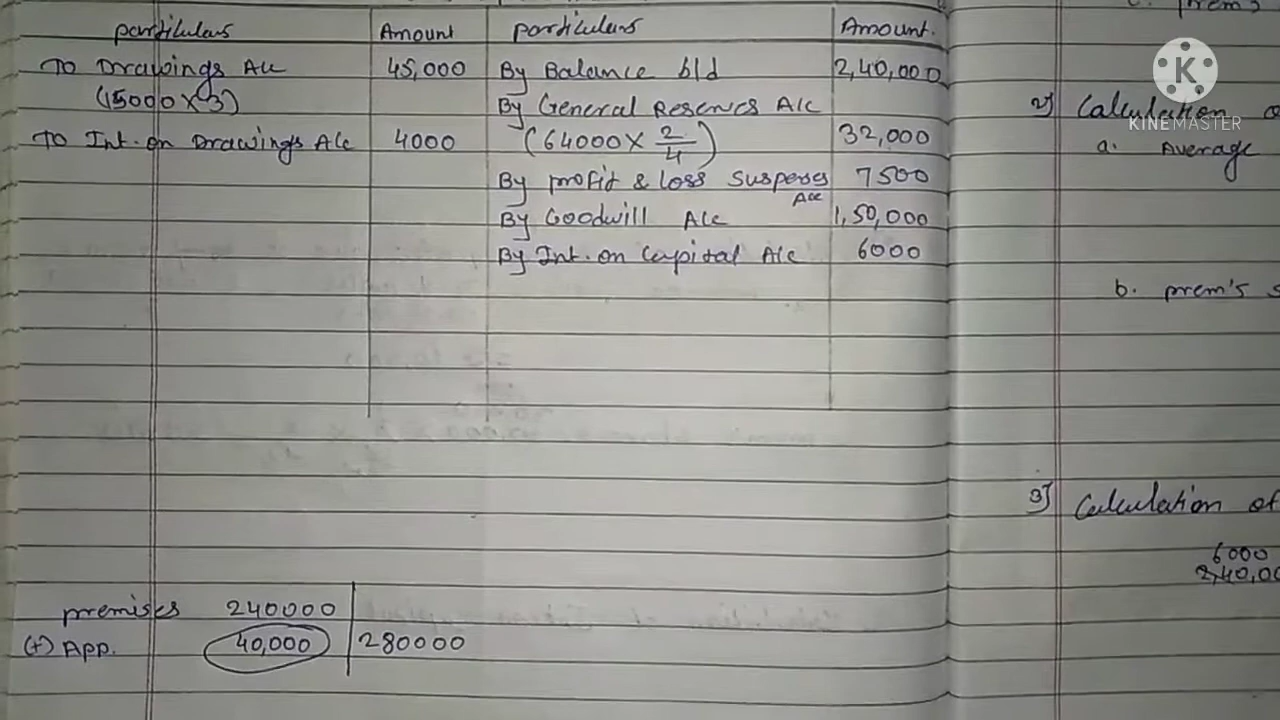 particulars Amount particulars Amount.
c. prem's
To Drawings A/c 45,000 By Balance b/d 2,40,000
(15000 X 3) By General Reserves A/c
To Int. on Drawings A/c 4000 (64000 X 2/4) 32,000
By profit & Loss Suspense A/c 7500
By Goodwill A/c 1,50,000
By Int. on Capital A/c 6000
K
KINEMASTER
2) Calculation o
a. Average
b. prem's s
3) Calculation of
6000
2,40,00
premises 240000
(+) App. 40,000 280000